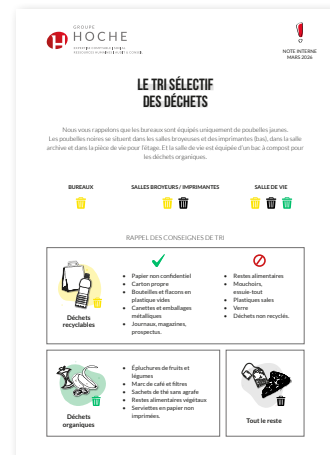 GROUPE
HOCHE
NOTE INTERNE
MARS 2026
LE TRI SÉLECTIF
DES DÉCHETS
Nous vous rappelons que les bureaux sont équipés uniquement de poubelles jaunes.
Les poubelles noires se situent dans les salles broyeuses et des imprimantes (bas), dans la salle
archive et dans la pièce de vie pour l'étage. Et la salle de vie est équipée d'un bac à compost pour
les déchets organiques.
BUREAUX
SALLES BROYEURS / IMPRIMANTES
SALLE DE VIE
RAPPEL DES CONSIGNES DE TRI
Déchets
recyclables
• Papier non confidentiel
• Carton propre
• Bouteilles et flacons en
plastique vides
• Canettes et emballages
métalliques
• Journaux, magazines,
prospectus.
• Restes alimentaires
• Mouchoirs,
essuie-tout
• Plastiques sales
• Verre
• Déchets non recyclés.
Déchets
organiques
• Épluchures de fruits et
légumes
• Marc de café et filtres
• Sachets de thé sans agrafe
• Restes alimentaires végétaux
• Serviettes en papier non
imprimées.
Tout le reste